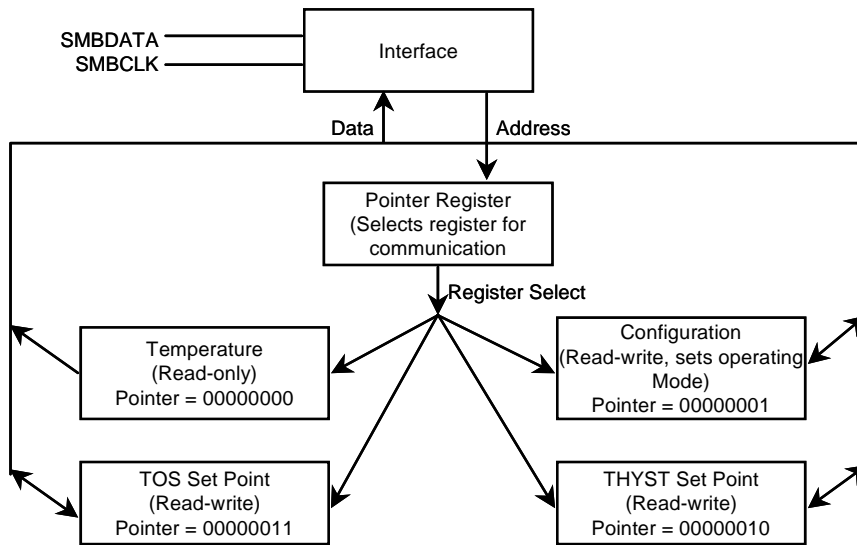 SMBDATA
SMBCLK
Interface
Data
Address
Pointer Register
(Selects register for
communication
Register Select
Temperature
(Read-only)
Pointer = 00000000
Configuration
(Read-write, sets operating
Mode)
Pointer = 00000001
TOS Set Point
(Read-write)
Pointer = 00000011
THYST Set Point
(Read-write)
Pointer = 00000010